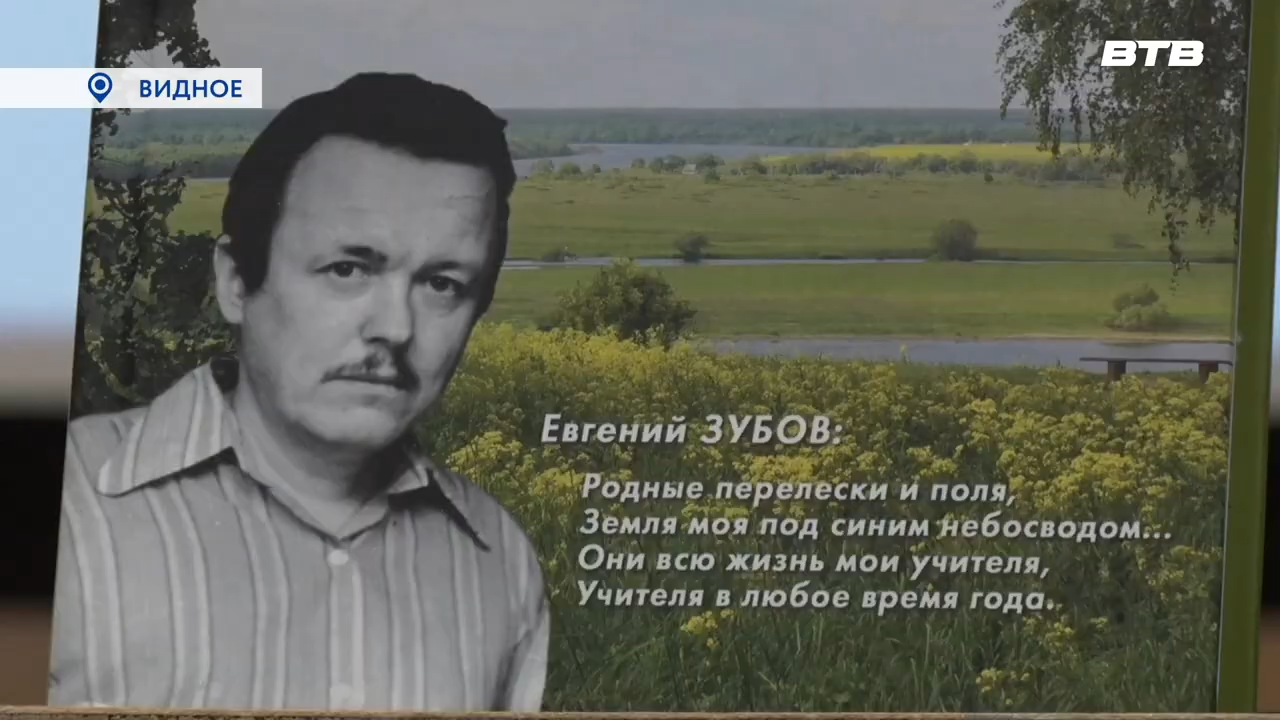 ВИДНОЕ
ВТВ
Евгений ЗУБОВ:
Родные перелески и поля,
Земля моя под синим небосводом...
Они всю жизнь мои учителя,
Учителя в любое время года.